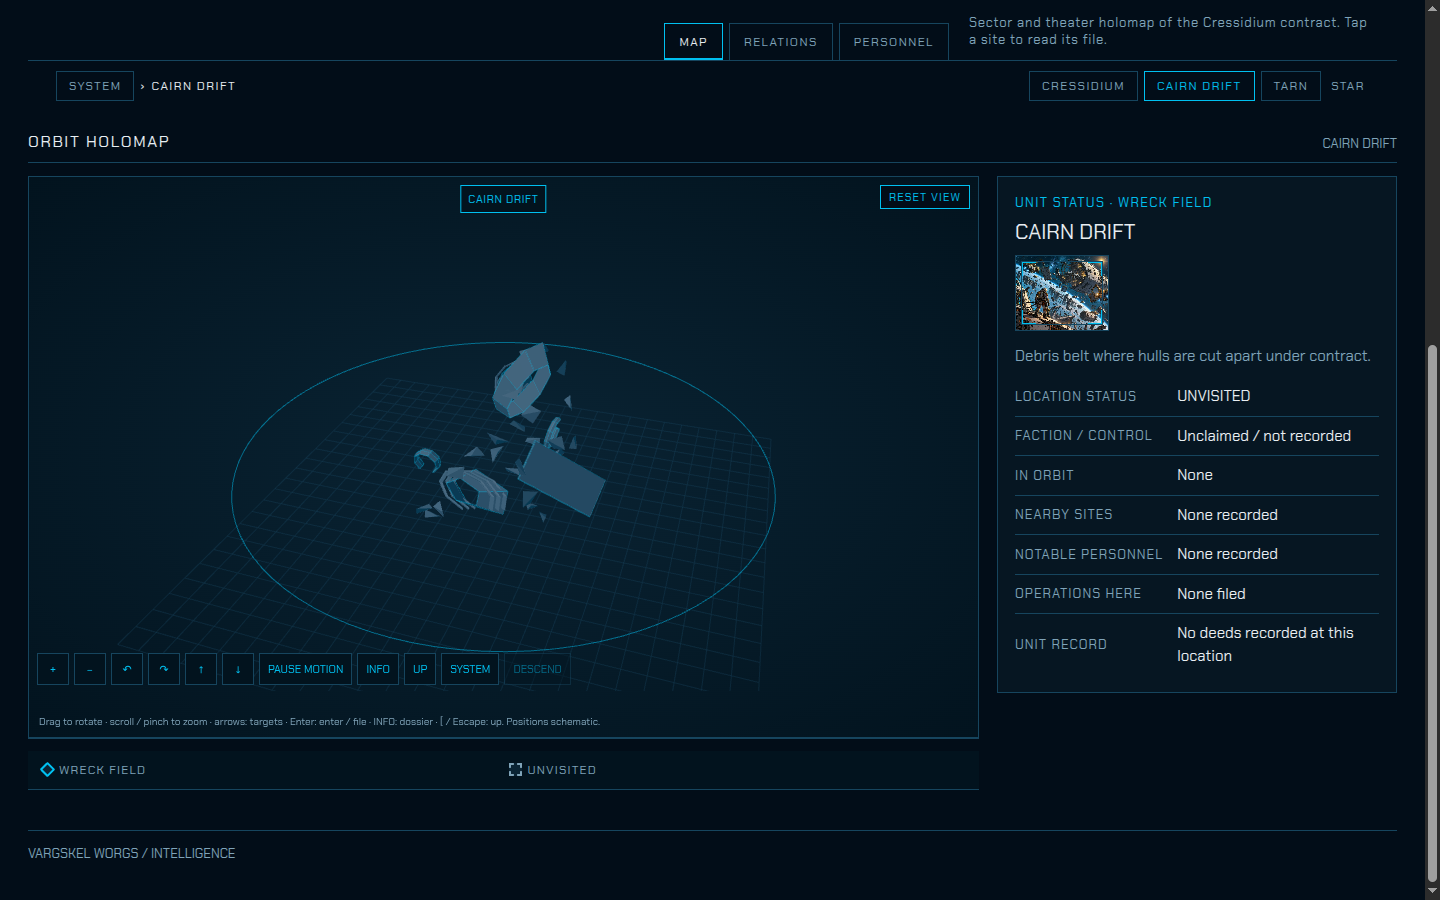 MAP
RELATIONS
PERSONNEL
Sector and theater holomap of the Cressidium contract. Tap
a site to read its file.
SYSTEM
› CAIRN DRIFT
CRESSIDIUM
CAIRN DRIFT
TARN
STAR
ORBIT HOLOMAP
CAIRN DRIFT
CAIRN DRIFT
RESET VIEW
+
−
↶
↷
↑
↓
PAUSE MOTION
INFO
UP
SYSTEM
DESCEND
Drag to rotate · scroll / pinch to zoom · arrows: targets · Enter: enter / file · INFO: dossier · [ / Escape: up. Positions schematic.
WRECK FIELD
UNVISITED
UNIT STATUS · WRECK FIELD
CAIRN DRIFT
Debris belt where hulls are cut apart under contract.
LOCATION STATUS UNVISITED
FACTION / CONTROL Unclaimed / not recorded
IN ORBIT None
NEARBY SITES None recorded
NOTABLE PERSONNEL None recorded
OPERATIONS HERE None filed
UNIT RECORD No deeds recorded at this
location
VARGSKEL WORGS / INTELLIGENCE